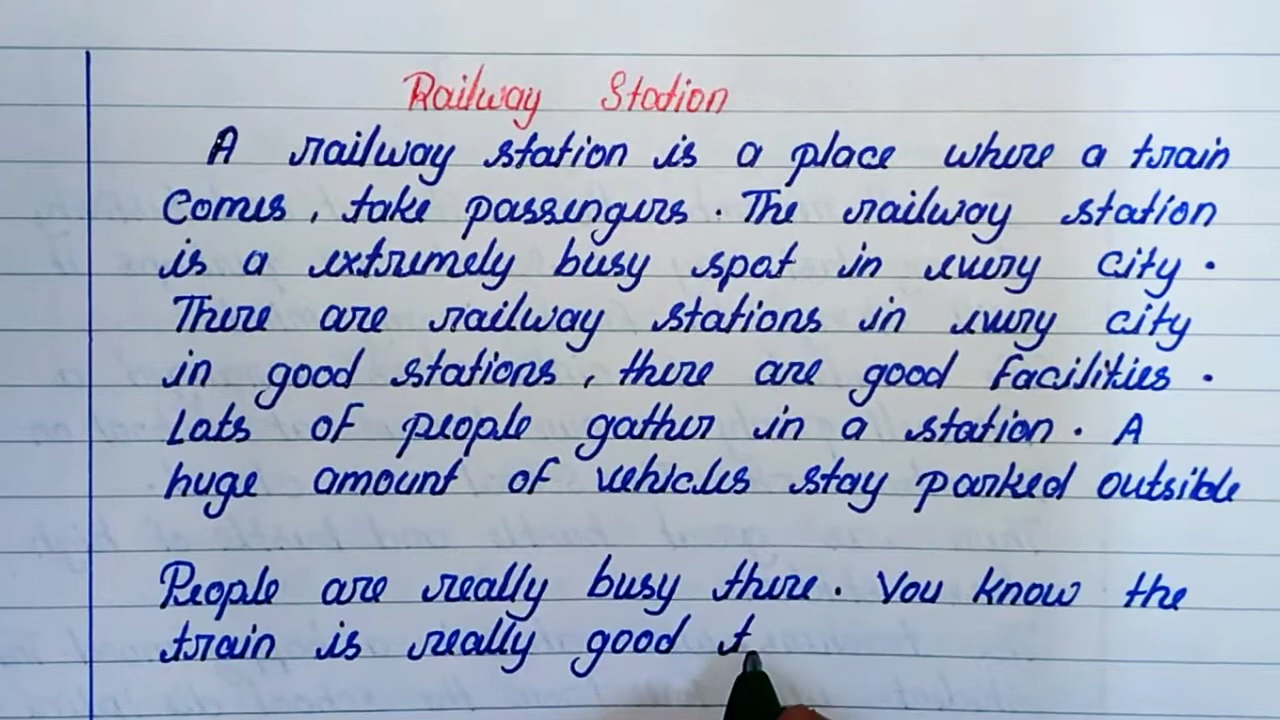 Railway Station
A railway station is a place where a train
Comes, take passengers. The railway station
is a extremely busy spot in every city.
There are railway stations in every city
in good stations, there are good facilities.
Lots of people gather in a station. A
huge amount of vehicles stay parked outsible
People are really busy there. You know the
train is really good t